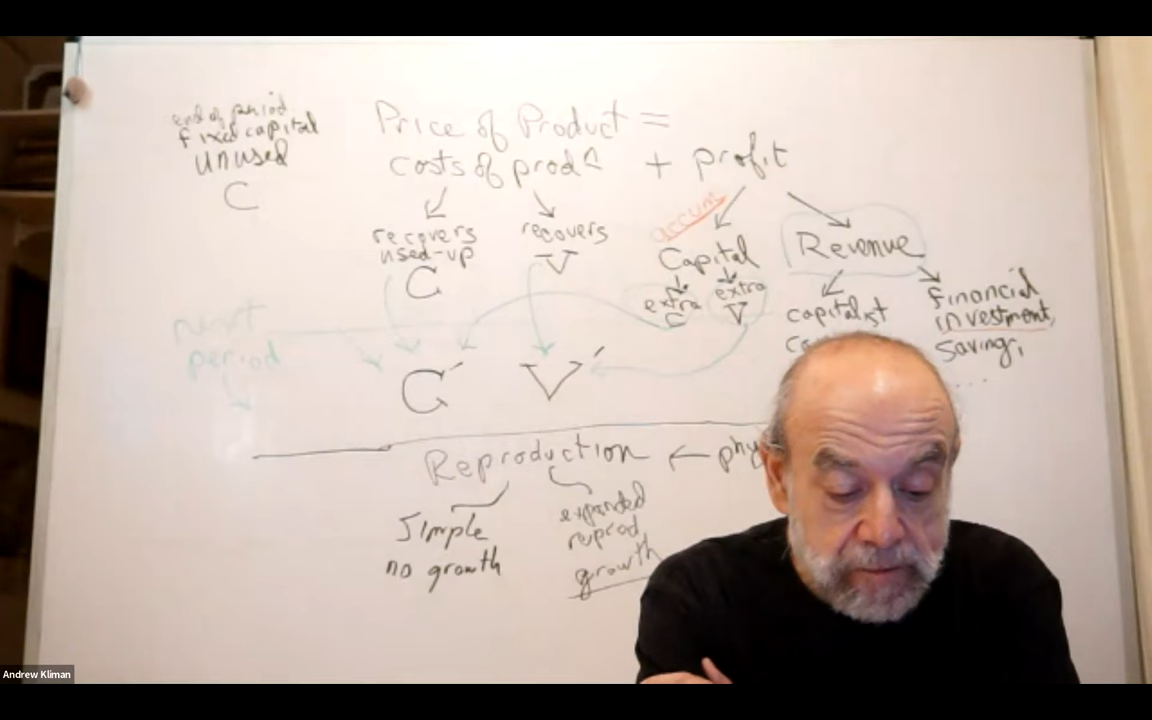 end of period
fixed capital
unused
C
Price of Product =
costs of prod^n + profit
recovers
used-up
C
recovers
V
accum
Capital
extra
C
extra
V
Revenue
capitalist
financial
investment,
saving,
...
next
period
C′
V′
Reproduction ← phy
Simple
no growth
expanded
reprod
growth
Andrew Kliman